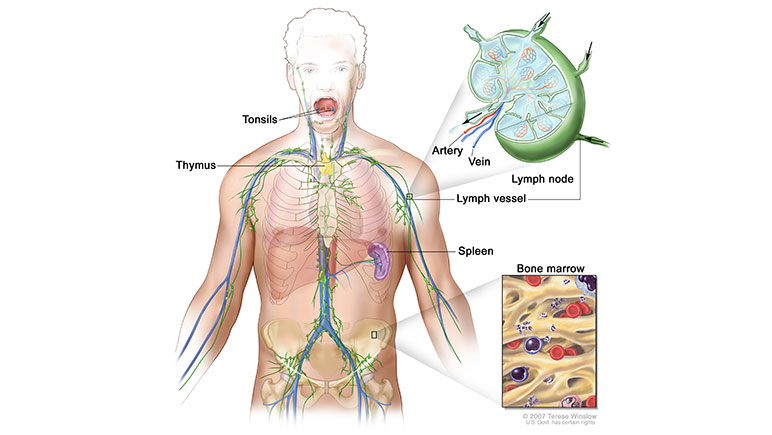 Tonsils
Thymus
Artery
Vein
Lymph node
Lymph vessel
Spleen
Bone marrow
© 2007 Terese Winslow
U.S. Govt. has certain rights